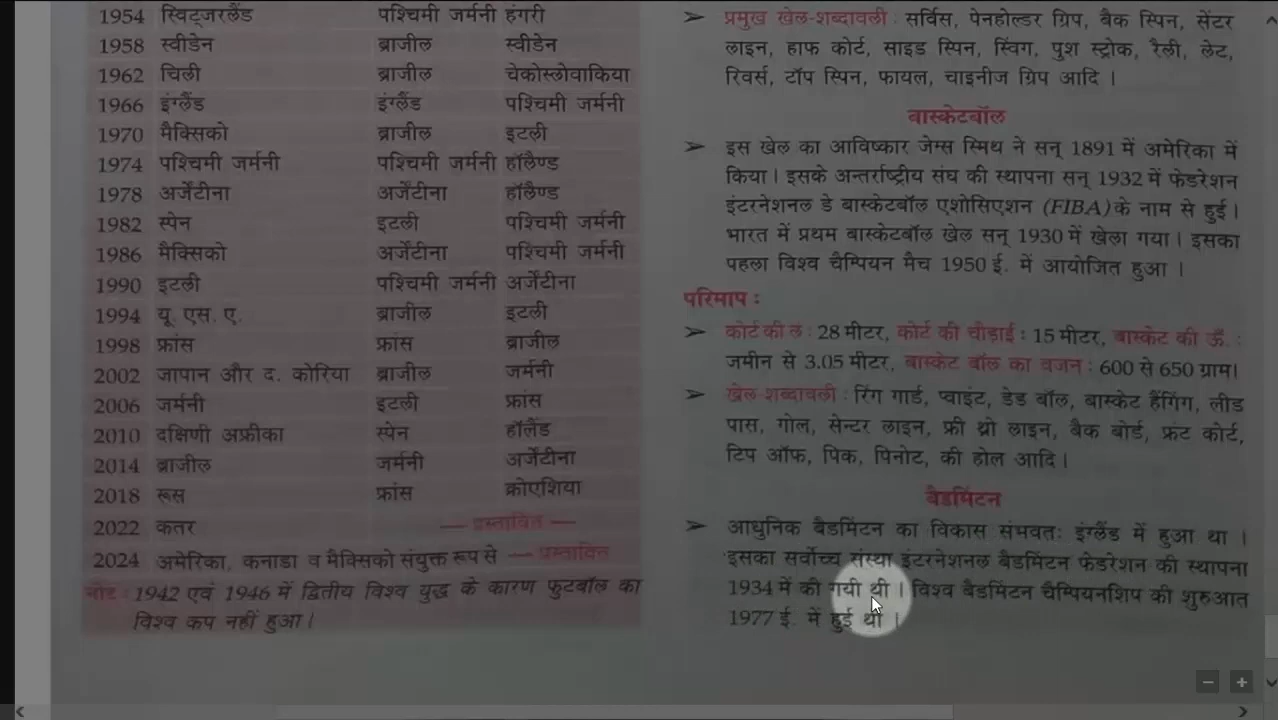 1954 स्विट्जरलैंड पश्चिमी जर्मनी हंगरी
1958 स्वीडेन ब्राजील स्वीडेन
1962 चिली ब्राजील चेकोस्लोवाकिया
1966 इंग्लैंड इंग्लैंड पश्चिमी जर्मनी
1970 मैक्सिको ब्राजील इटली
1974 पश्चिमी जर्मनी पश्चिमी जर्मनी हॉलैण्ड
1978 अर्जेंटीना अर्जेंटीना हॉलैण्ड
1982 स्पेन इटली पश्चिमी जर्मनी
1986 मैक्सिको अर्जेंटीना पश्चिमी जर्मनी
1990 इटली पश्चिमी जर्मनी अर्जेंटीना
1994 यू. एस. ए. ब्राजील इटली
1998 फ्रांस फ्रांस ब्राजील
2002 जापान और द. कोरिया ब्राजील जर्मनी
2006 जर्मनी इटली फ्रांस
2010 दक्षिणी अफ्रीका स्पेन हॉलैंड
2014 ब्राजील जर्मनी अर्जेंटीना
2018 रूस फ्रांस क्रोएशिया
2022 कतर — प्रस्तावित —
2024 अमेरिका, कनाडा व मैक्सिको संयुक्त रूप से — प्रस्तावित
नोट : 1942 एवं 1946 में द्वितीय विश्व युद्ध के कारण फुटबॉल का
विश्व कप नहीं हुआ।
➢ प्रमुख खेल-शब्दावली : सर्विस, पेनहोल्डर ग्रिप, बैक स्पिन, सेंटर
लाइन, हाफ कोर्ट, साइड स्पिन, स्विंग, पुश स्ट्रोक, रैली, लेट,
रिवर्स, टॉप स्पिन, फायल, चाइनीज ग्रिप आदि ।
बास्केटबॉल
➢ इस खेल का आविष्कार जेम्स स्मिथ ने सन् 1891 में अमेरिका में
किया। इसके अन्तर्राष्ट्रीय संघ की स्थापना सन् 1932 में फेडरेशन
इंटरनेशनल डे बास्केटबॉल एशोसिएशन (FIBA) के नाम से हुई।
भारत में प्रथम बास्केटबॉल खेल सन् 1930 में खेला गया। इसका
पहला विश्व चैम्पियन मैच 1950 ई. में आयोजित हुआ ।
परिमाप :
➢ कोर्ट की ल : 28 मीटर, कोर्ट की चौड़ाई : 15 मीटर, बास्केट की ऊँ. :
जमीन से 3.05 मीटर, बास्केट बॉल का वजन : 600 से 650 ग्राम।
➢ खेल-शब्दावली : रिंग गार्ड, प्वाइंट, डेड बॉल, बास्केट हैंगिंग, लीड
पास, गोल, सेन्टर लाइन, फ्री थ्रो लाइन, बैक बोर्ड, फ्रंट कोर्ट,
टिप ऑफ, पिक, पिनोट, की होल आदि।
बैडमिंटन
➢ आधुनिक बैडमिंटन का विकास संभवतः इंग्लैंड में हुआ था ।
इसका सर्वोच्च संस्था इंटरनेशनल बैडमिंटन फेडरेशन की स्थापना
1934 में की गयी थी । विश्व बैडमिंटन चैम्पियनशिप की शुरुआत
1977 ई. में हुई थी ।